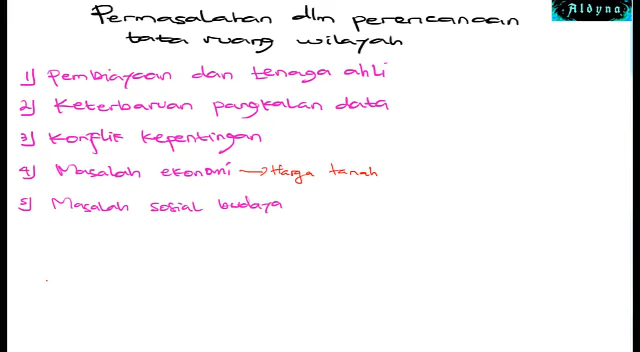 Aldyna
Permasalahan dlm perencanaan
tata ruang wilayah
1) Pembiayaan dan tenaga ahli
2) Keterbaruan pangkalan data
3) Konflik kepentingan
4) Masalah ekonomi → Harga tanah
5) Masalah sosial budaya